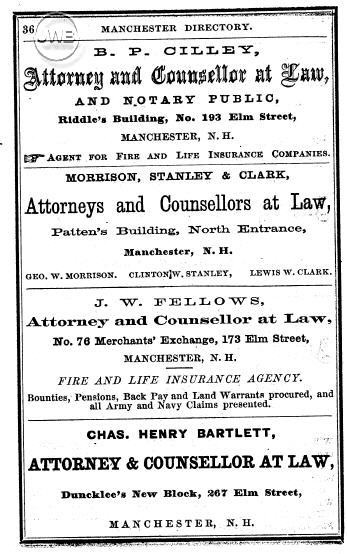 36 MANCHESTER DIRECTORY.
B. P. CILLEY,
Attorney and Counsellor at Law,
AND NOTARY PUBLIC,
Riddle's Building, No. 193 Elm Street,
MANCHESTER, N. H.
☞ AGENT FOR FIRE AND LIFE INSURANCE COMPANIES.
MORRISON, STANLEY & CLARK,
Attorneys and Counsellors at Law,
Patten's Building, North Entrance,
Manchester, N. H.
GEO. W. MORRISON. CLINTON W. STANLEY, LEWIS W. CLARK.
J. W. FELLOWS,
Attorney and Counsellor at Law,
No. 76 Merchants' Exchange, 173 Elm Street,
MANCHESTER, N. H.
FIRE AND LIFE INSURANCE AGENCY.
Bounties, Pensions, Back Pay and Land Warrants procured, and
all Army and Navy Claims presented.
CHAS. HENRY BARTLETT,
ATTORNEY & COUNSELLOR AT LAW,
Duncklee's New Block, 267 Elm Street,
MANCHESTER, N. H.